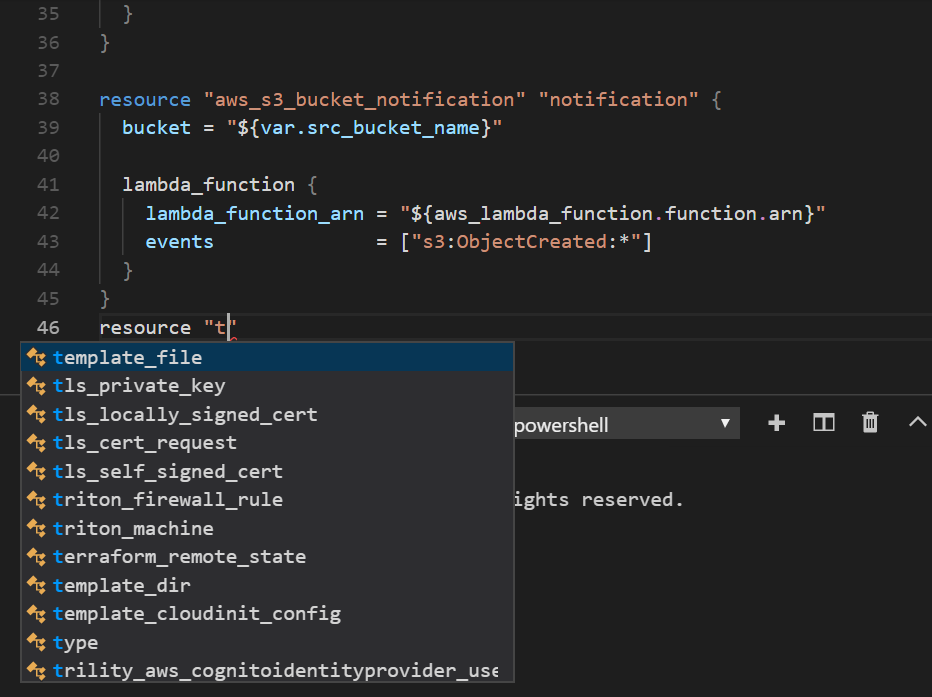 35 }
36 }
37
38 resource "aws_s3_bucket_notification" "notification" {
39 bucket = "${var.src_bucket_name}"
40
41 lambda_function {
42 lambda_function_arn = "${aws_lambda_function.function.arn}"
43 events = ["s3:ObjectCreated:*"]
44 }
45 }
46 resource "t"
template_file
tls_private_key
tls_locally_signed_cert
powershell
tls_cert_request
tls_self_signed_cert
triton_firewall_rule
ights reserved.
triton_machine
terraform_remote_state
template_dir
template_cloudinit_config
type
trility_aws_cognitoidentityprovider_use